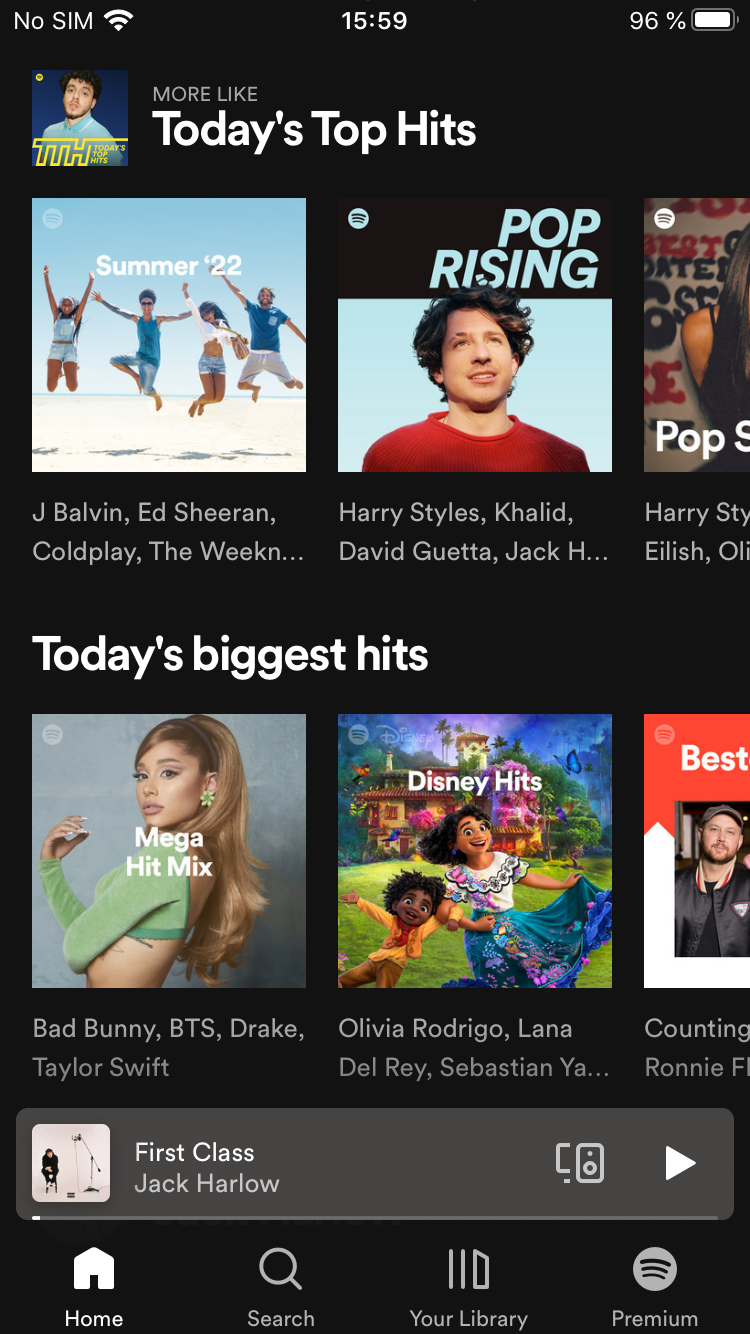 No SIM 15:59 96 %
MORE LIKE
Today's Top Hits
TODAY'S
TOP
HITS
Summer ‘22
POP
RISING
Pop S
J Balvin, Ed Sheeran,
Coldplay, The Weekn...
Harry Styles, Khalid,
David Guetta, Jack H...
Harry Sty
Eilish, Oli
Today's biggest hits
Mega
Hit Mix
Disney
Disney Hits
Best
Bad Bunny, BTS, Drake,
Taylor Swift
Olivia Rodrigo, Lana
Del Rey, Sebastian Ya...
Counting
Ronnie Fl
First Class
Jack Harlow
Home Search Your Library Premium